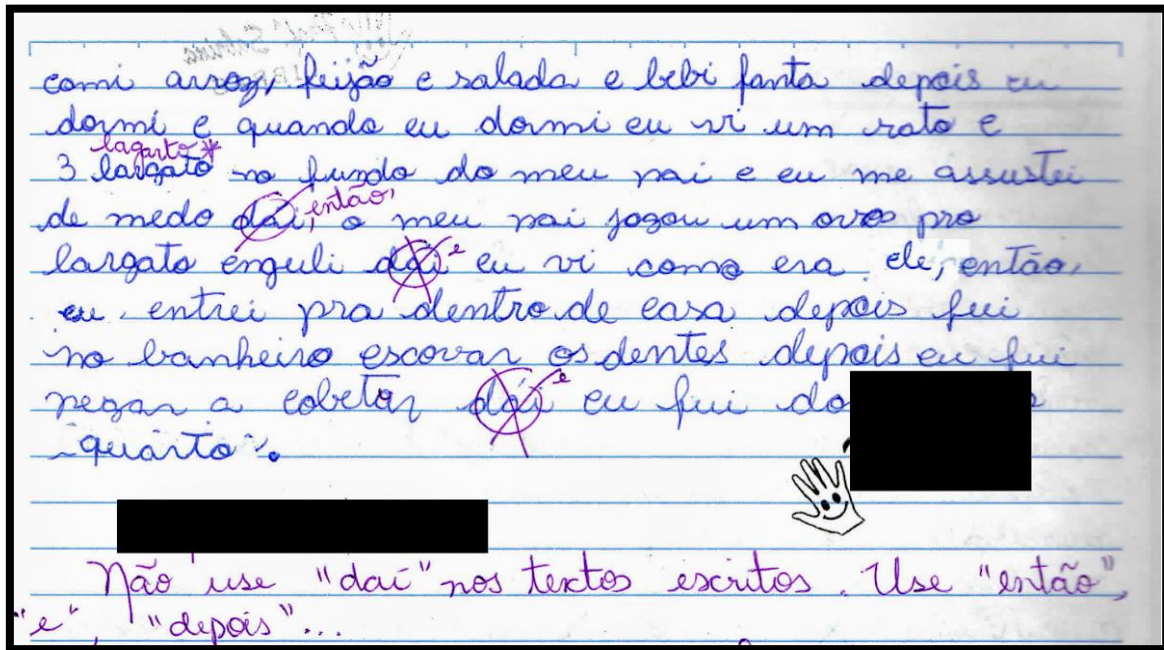 comi arroz, feijão e salada e bebi fanta depois eu
dormi e quando eu dormi eu vi um rato e
lagarto*
3 largato no fundo do meu pai e eu me assustei
de medo daí, então, o meu pai jogou um ovo pro
largato enguli daí e eu vi como era ele, então,
eu entrei pra dentro de casa depois fui
no banheiro escovar os dentes depois eu fui
pegar a cobetar daí e eu fui do
quarto.
Não use "daí" nos textos escritos. Use "então",
"e", "depois"...